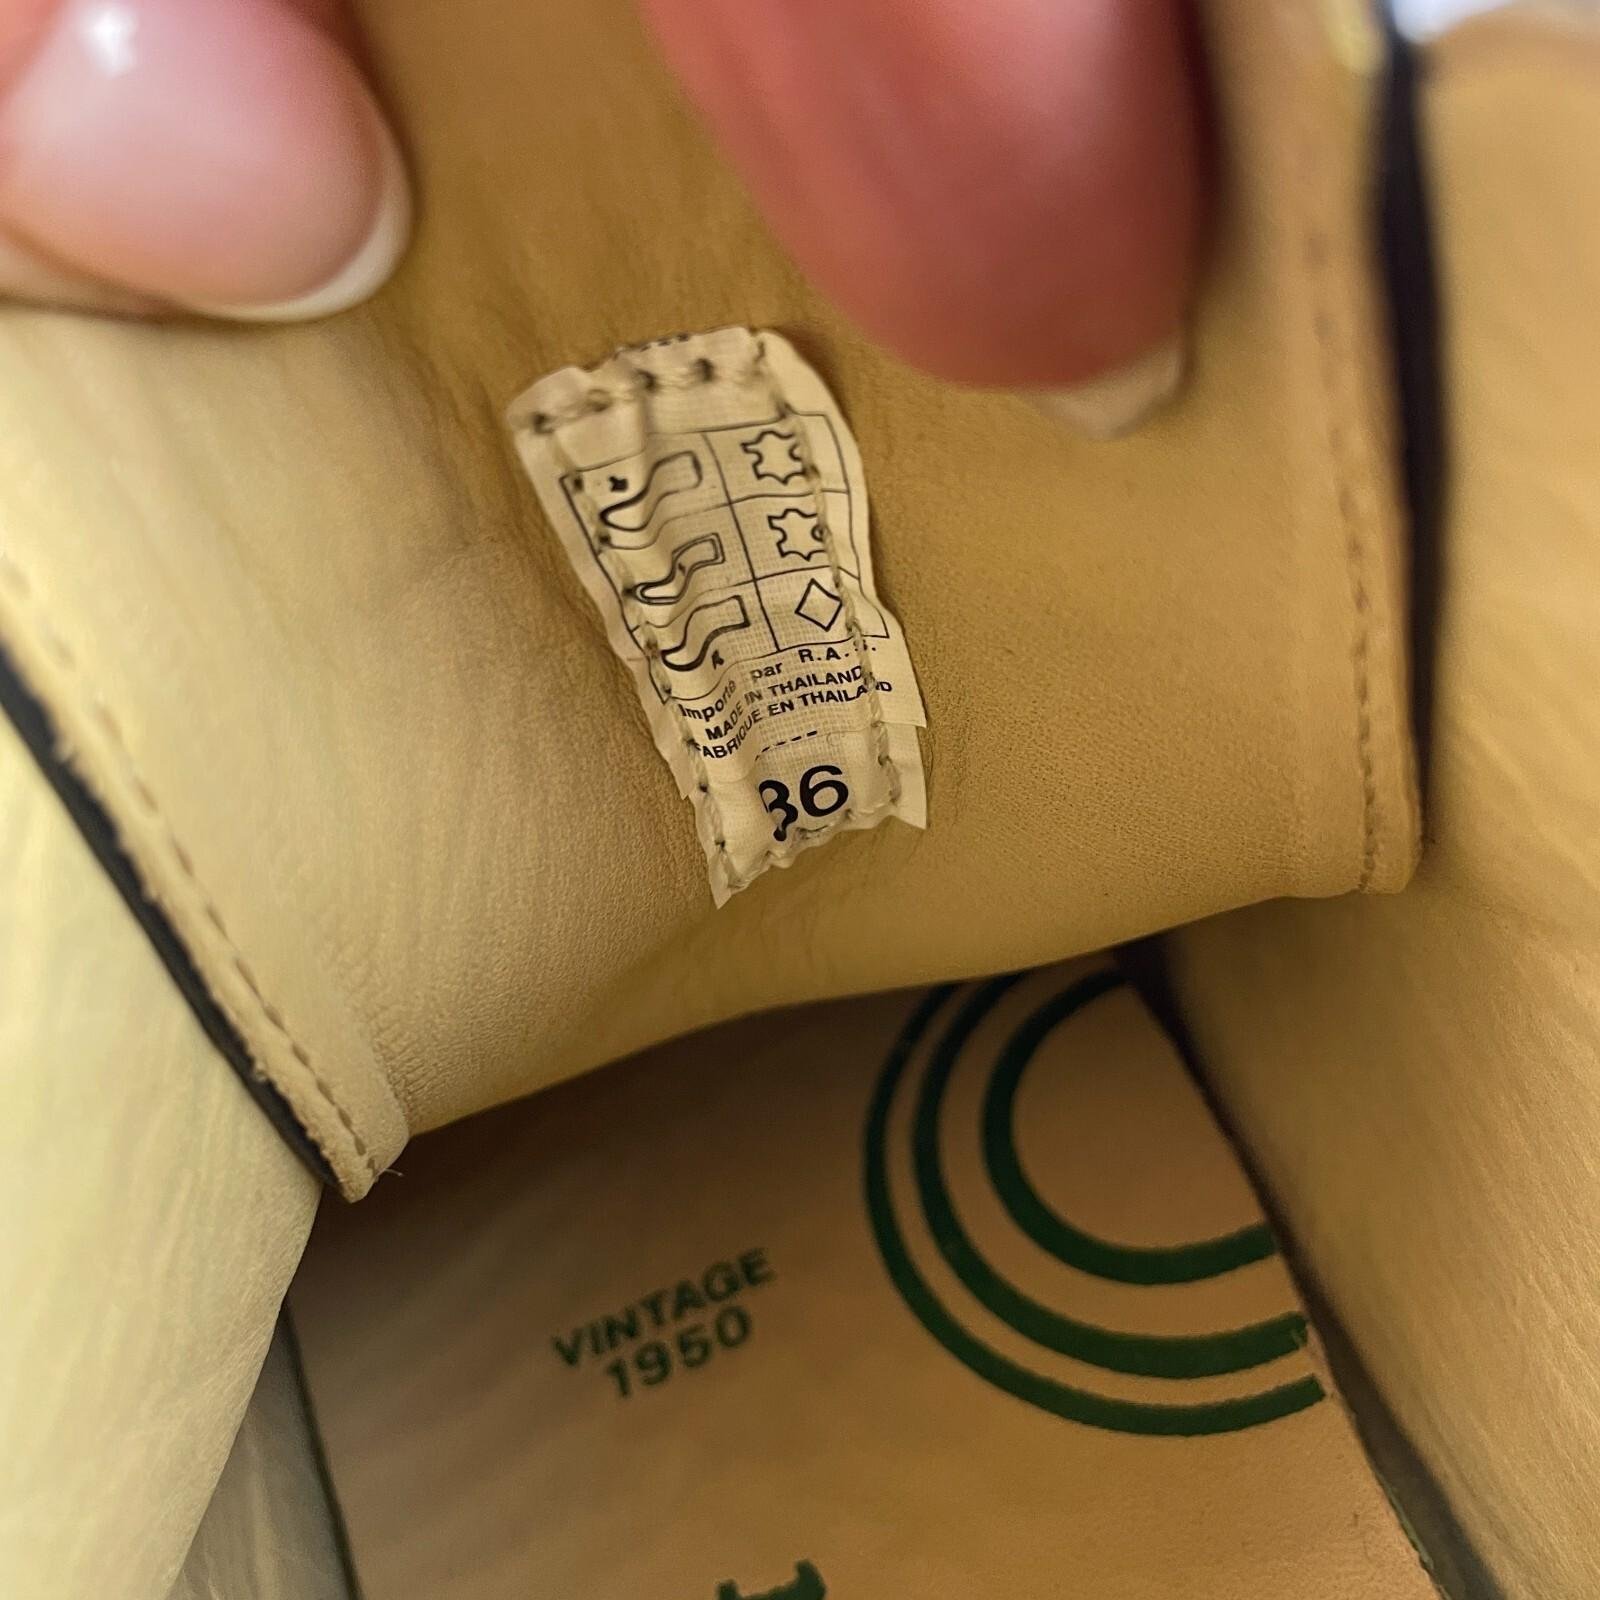 Importé par R.A.S.
MADE IN THAILAND
FABRIQUE EN THAILAND
36
VINTAGE
1950